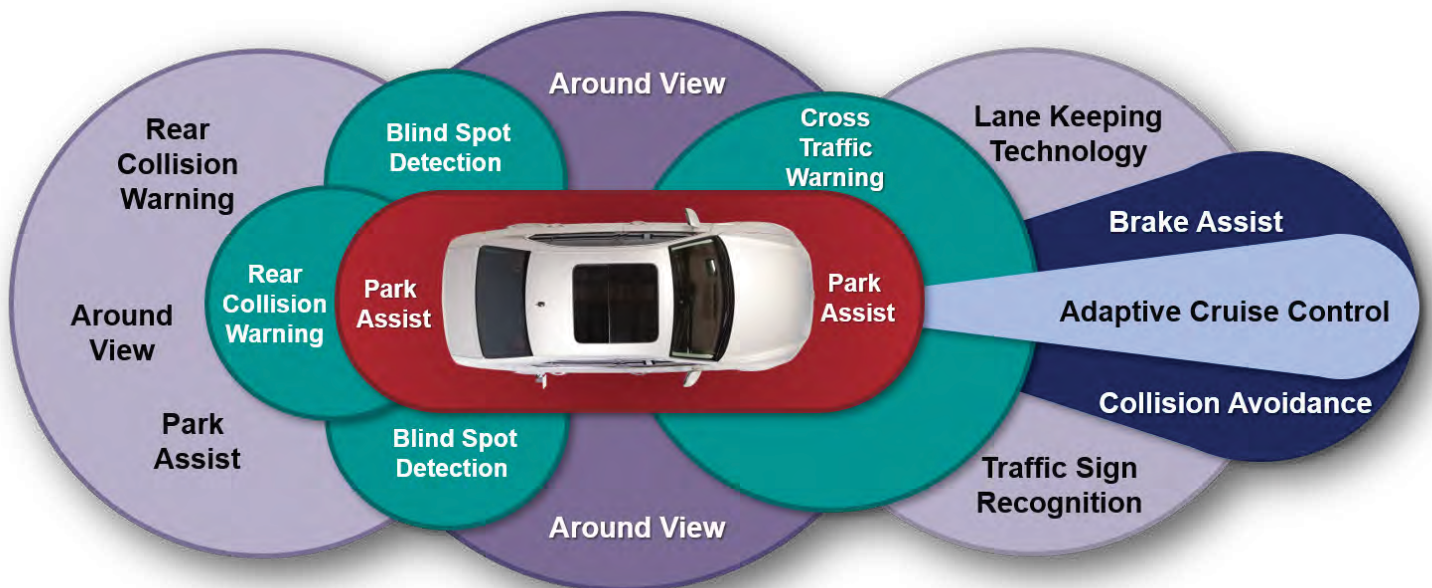 Rear
Collision
Warning
Around
View
Park
Assist
Rear
Collision
Warning
Blind Spot
Detection
Blind Spot
Detection
Park
Assist
Around View
Around View
Park
Assist
Cross
Traffic
Warning
Lane Keeping
Technology
Brake Assist
Adaptive Cruise Control
Collision Avoidance
Traffic Sign
Recognition